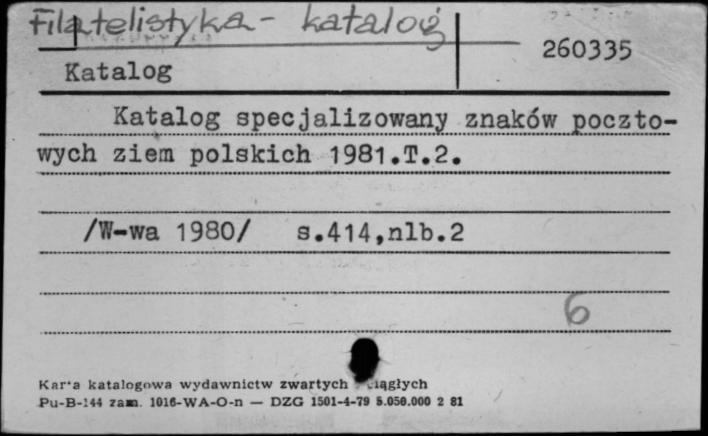 Filatelistyka - katalog
260335
Katalog
Katalog specjalizowany znaków poczto-
wych ziem polskich 1981.T.2.
/W-wa 1980/ s.414,nlb.2
6
Karta katalogowa wydawnictw zwartych ciągłych
Pu-B-144 zam. 1016-WA-O-n — DZG 1501-4-79 5.050.000 2 81